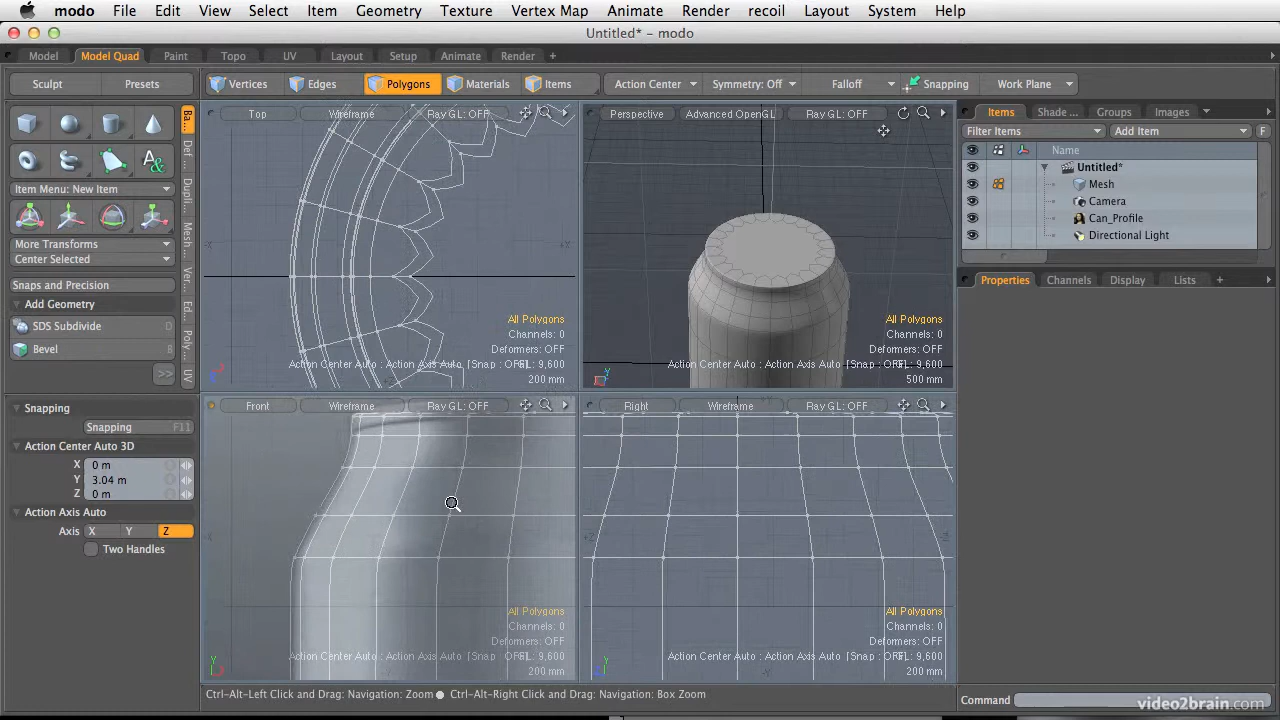 modo File Edit View Select Item Geometry Texture Vertex Map Animate Render recoil Layout System Help
Untitled* - modo
Model Model Quad Paint Topo UV Layout Setup Animate Render +
Sculpt Presets Vertices Edges Polygons Materials Items Action Center Symmetry: Off Falloff Snapping Work Plane
Item Menu: New Item
More Transforms
Center Selected
Snaps and Precision
Add Geometry
SDS Subdivide D
Bevel B
>>
Ba...
Def...
Dupli...
Mesh...
Ver...
Ed...
Poly...
UV
Snapping
Snapping F11
Action Center Auto 3D
X 0 m
Y 3.04 m
Z 0 m
Action Axis Auto
Axis X Y Z
Two Handles
Top Wireframe Ray GL: OFF
All Polygons
Channels: 0
Deformers: OFF
200 mm
Perspective Advanced OpenGL Ray GL: OFF
All Polygons
Channels: 0
Deformers: OFF
500 mm
Front Wireframe Ray GL: OFF
All Polygons
Channels: 0
Deformers: OFF
200 mm
Right Wireframe Ray GL: OFF
All Polygons
Channels: 0
Deformers: OFF
200 mm
Ctrl-Alt-Left Click and Drag: Navigation: Zoom ● Ctrl-Alt-Right Click and Drag: Navigation: Box Zoom
Items Shade ... Groups Images
Filter Items Add Item F
Name
Untitled*
Mesh
Camera
Can_Profile
Directional Light
Properties Channels Display Lists +
Command
video2brain.com